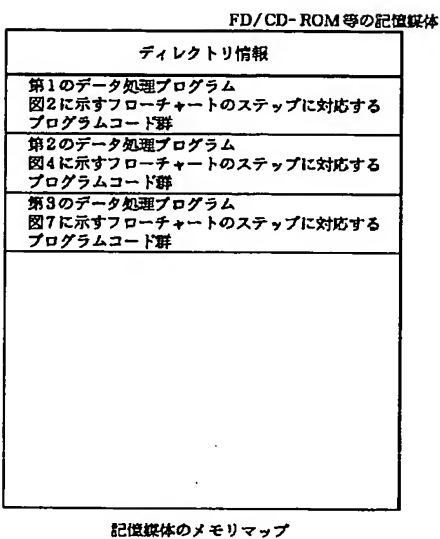 FD/CD-ROM等の記憶媒体
ディレクトリ情報
第1のデータ処理プログラム
図2に示すフローチャートのステップに対応する
プログラムコード群
第2のデータ処理プログラム
図4に示すフローチャートのステップに対応する
プログラムコード群
第3のデータ処理プログラム
図7に示すフローチャートのステップに対応する
プログラムコード群
記憶媒体のメモリマップ